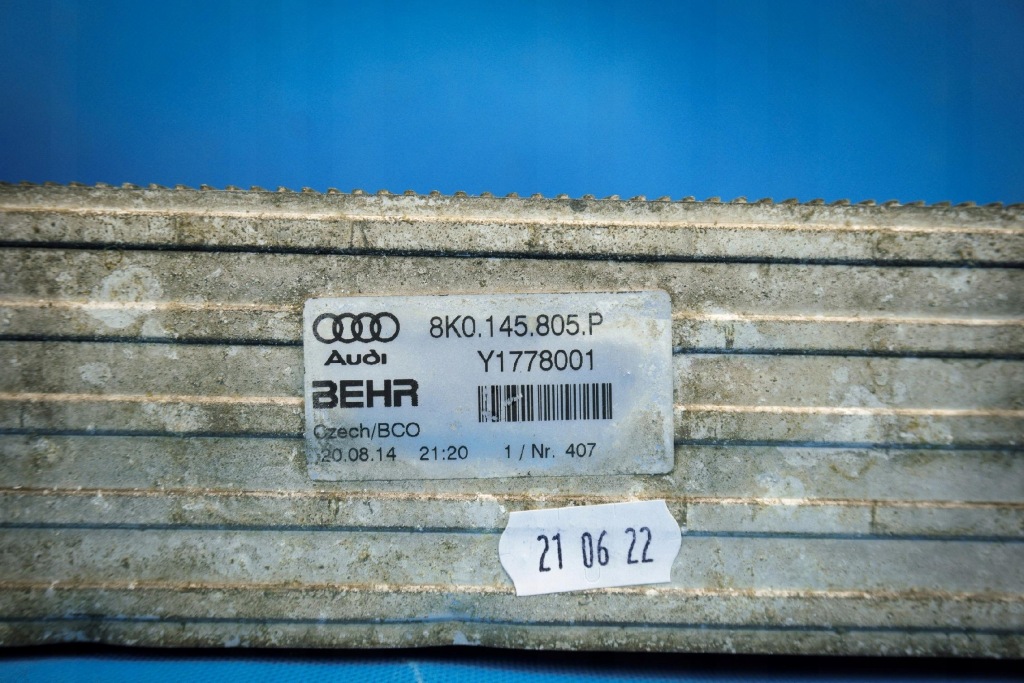 8K0.145.805.P
Audi
Y1778001
BEHR
Czech/BCO
20.08.14 21:20 1 / Nr. 407
21 06 22